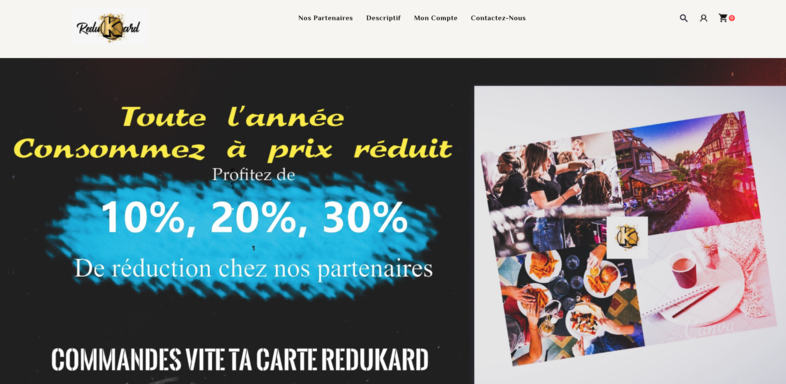 ReduKard
Nos Partenaires Descriptif Mon Compte Contactez-Nous
0
Toute l'année
Consommez à prix réduit
Profitez de
10%, 20%, 30%
De réduction chez nos partenaires
COMMANDES VITE TA CARTE REDUKARD
K
Canva